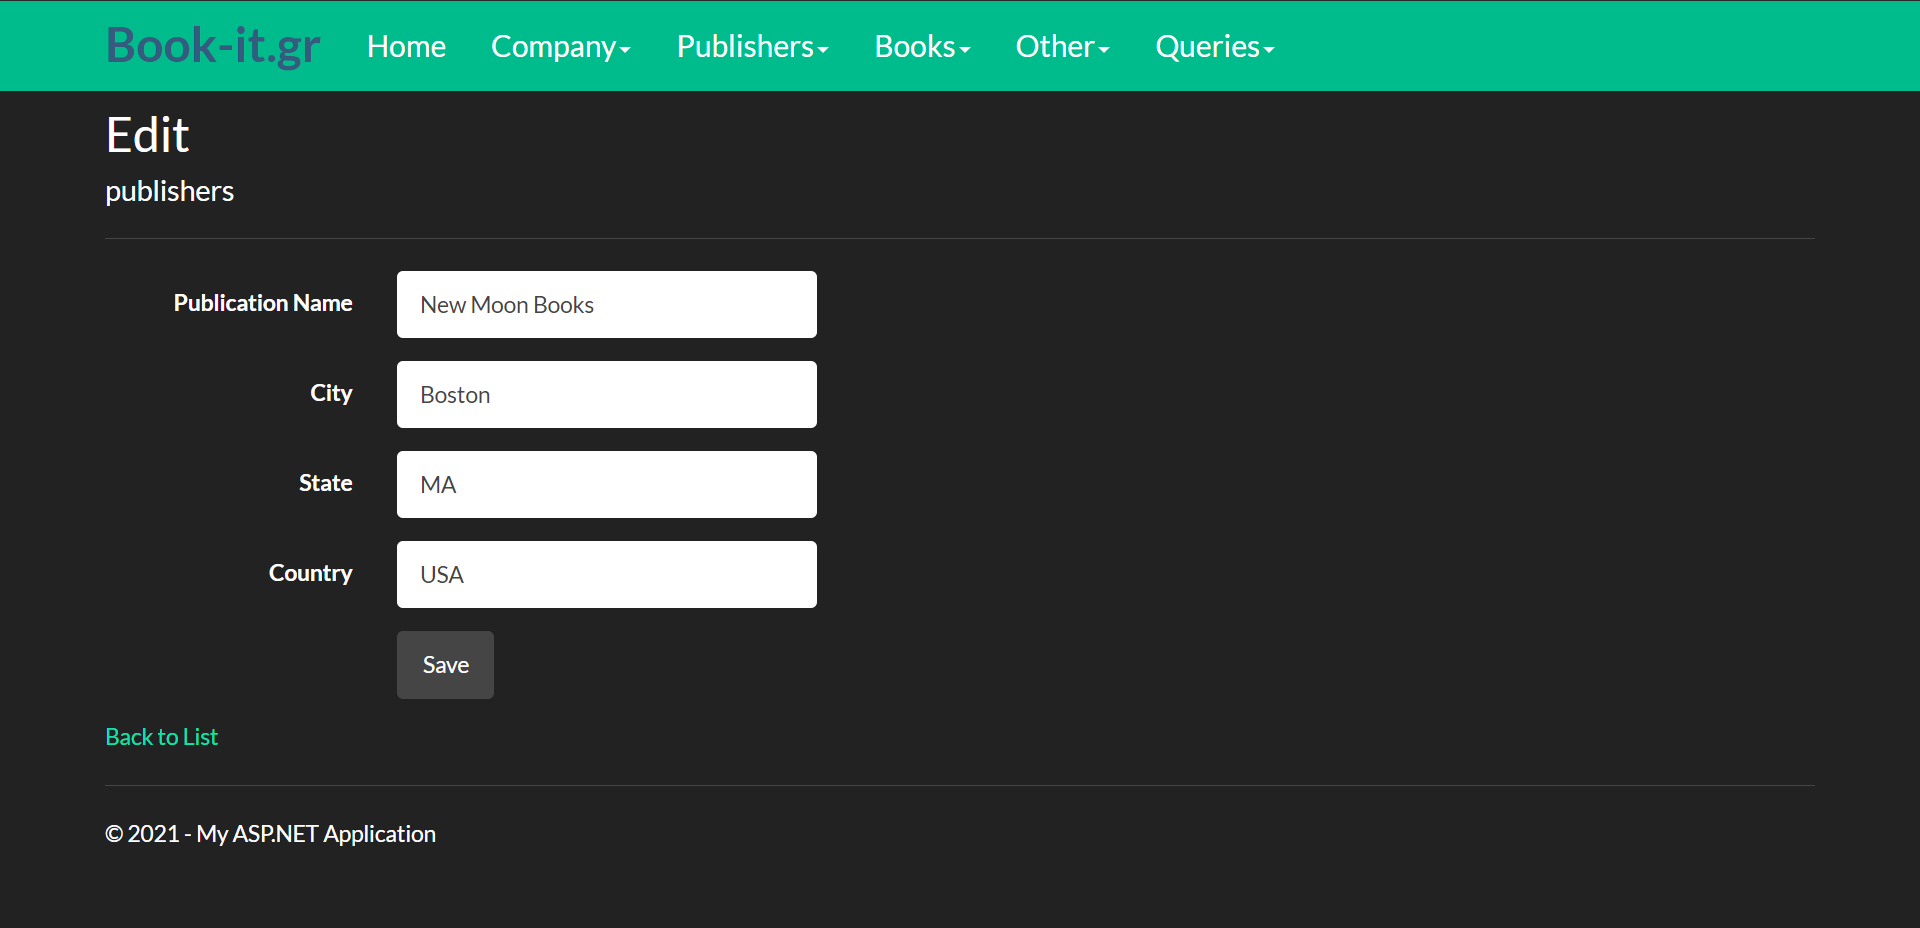 Book-it.gr Home Company Publishers Books Other Queries
Edit
publishers
Publication Name New Moon Books
City Boston
State MA
Country USA
Save
Back to List
© 2021 - My ASP.NET Application